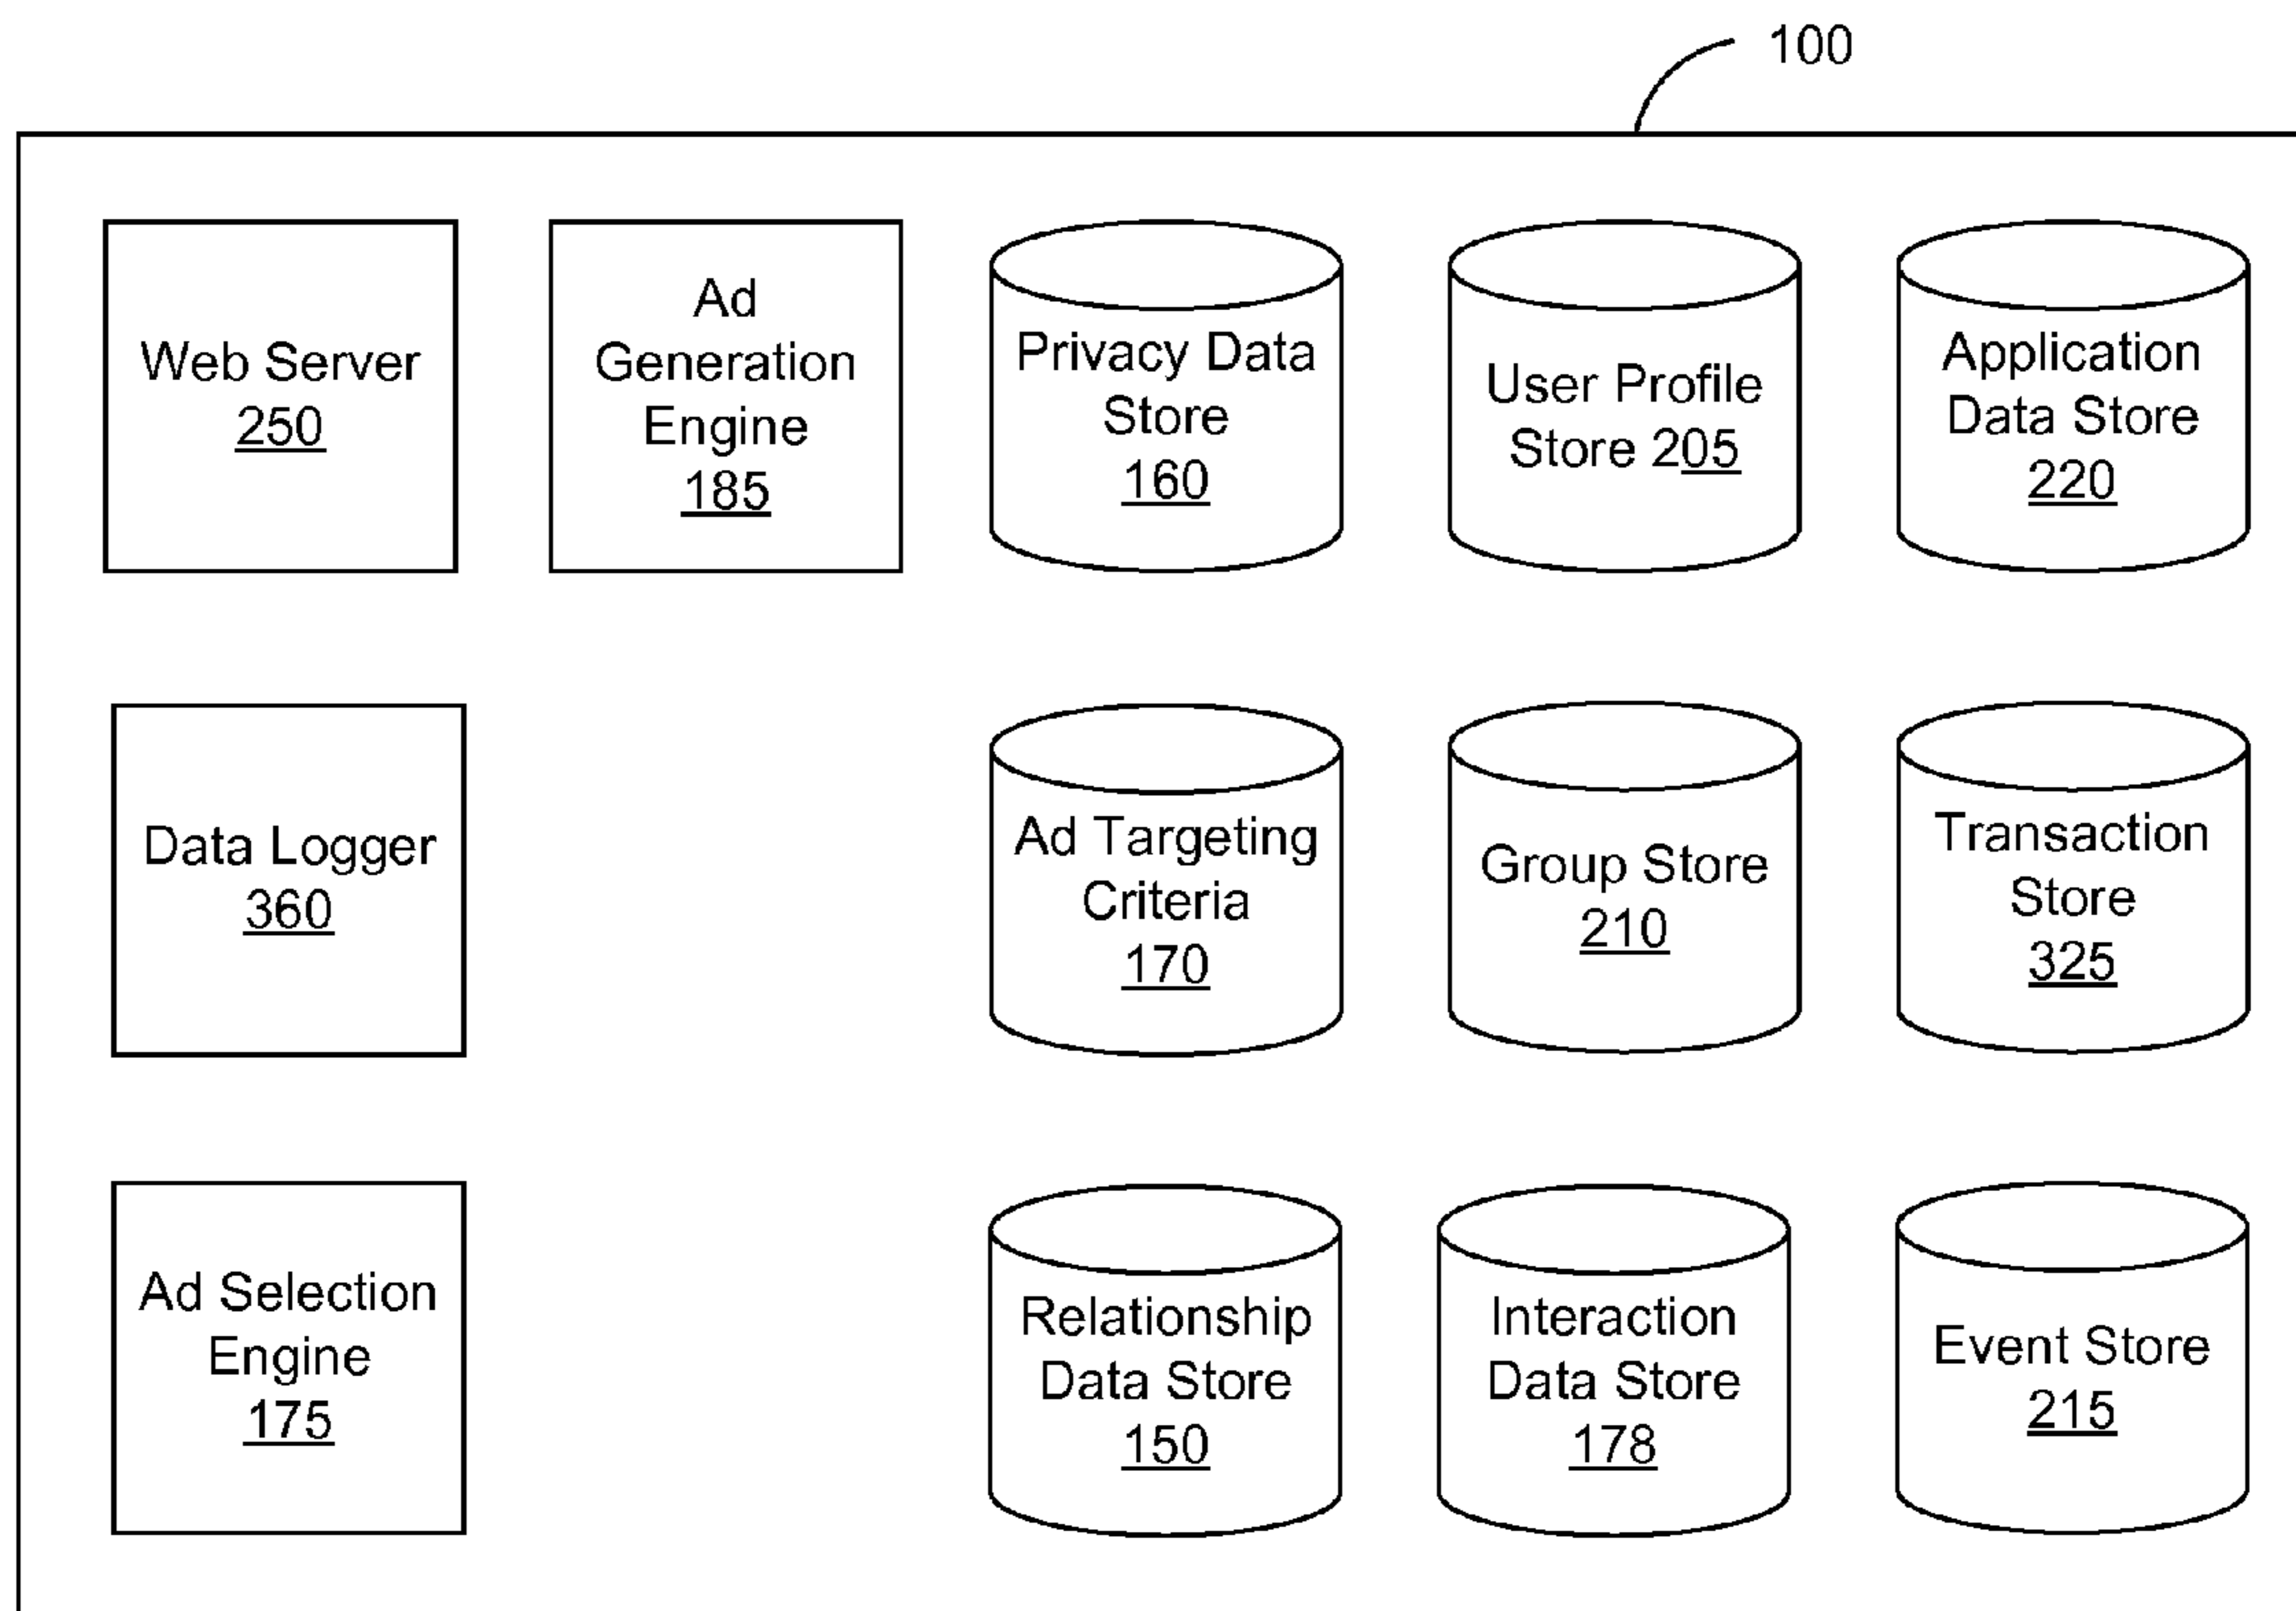 100
Web Server
250
Ad
Generation
Engine
185
Privacy Data
Store
160
User Profile
Store 205
Application
Data Store
220
Data Logger
360
Ad Targeting
Criteria
170
Group Store
210
Transaction
Store
325
Ad Selection
Engine
175
Relationship
Data Store
150
Interaction
Data Store
178
Event Store
215